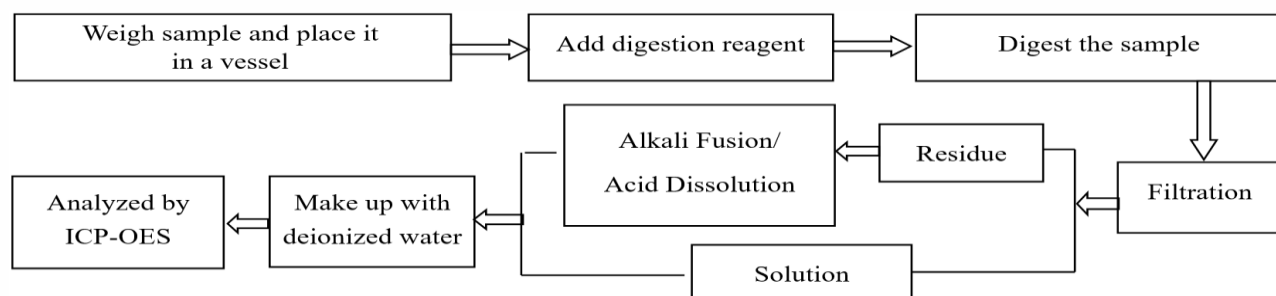 Weigh sample and place it
in a vessel
Add digestion reagent
Digest the sample
Filtration
Residue
Alkali Fusion/
Acid Dissolution
Solution
Make up with
deionized water
Analyzed by
ICP-OES